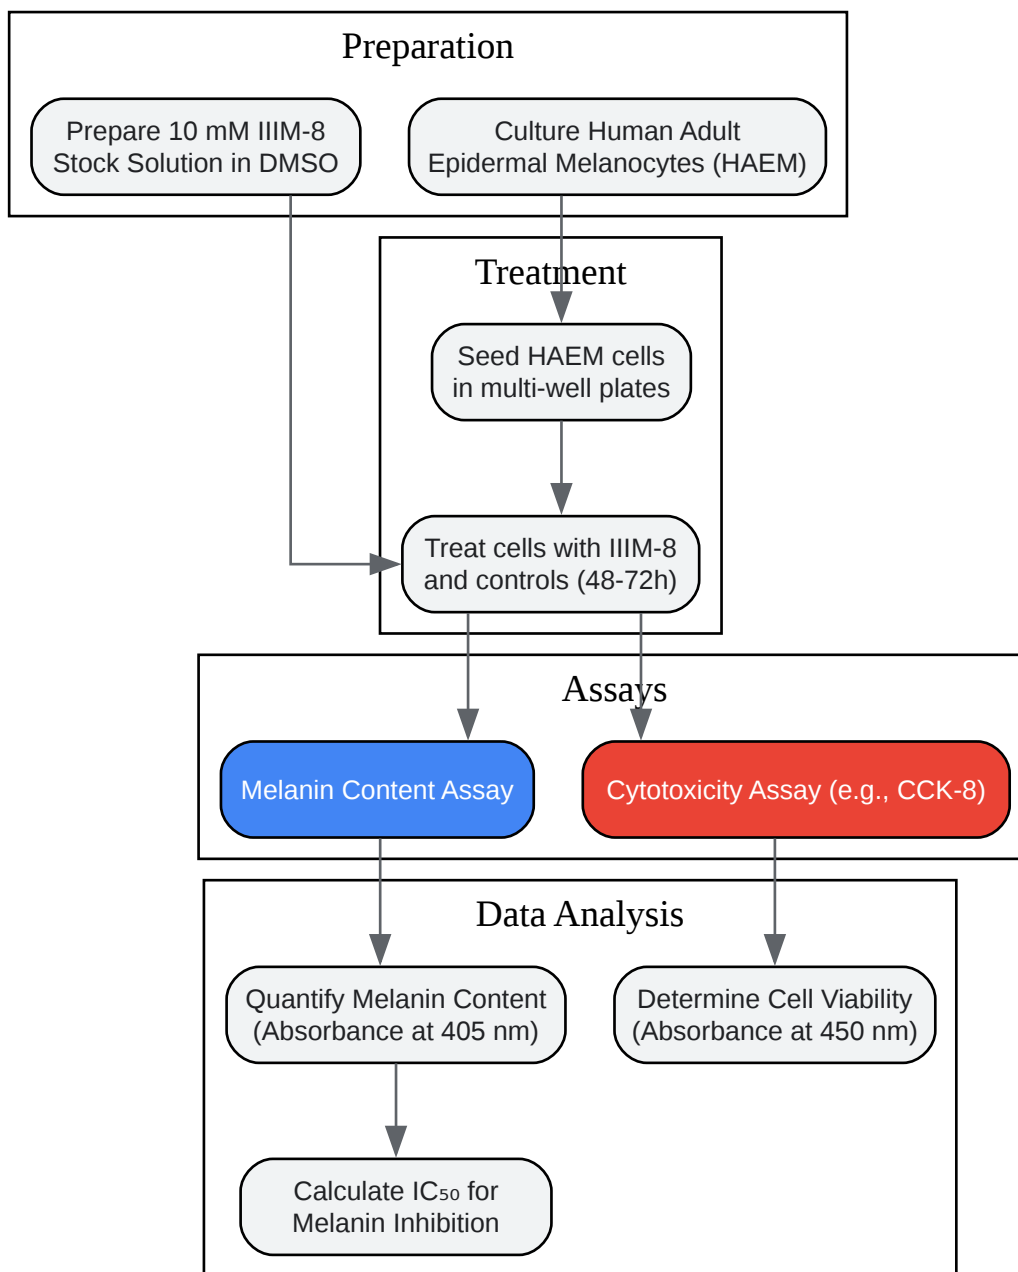 Preparation
Prepare 10 mM IIIM-8
Stock Solution in DMSO
Culture Human Adult
Epidermal Melanocytes (HAEM)
Treatment
Seed HAEM cells
in multi-well plates
Treat cells with IIIM-8
and controls (48-72h)
Assays
Melanin Content Assay
Cytotoxicity Assay (e.g., CCK-8)
Data Analysis
Quantify Melanin Content
(Absorbance at 405 nm)
Determine Cell Viability
(Absorbance at 450 nm)
Calculate IC₅₀ for
Melanin Inhibition